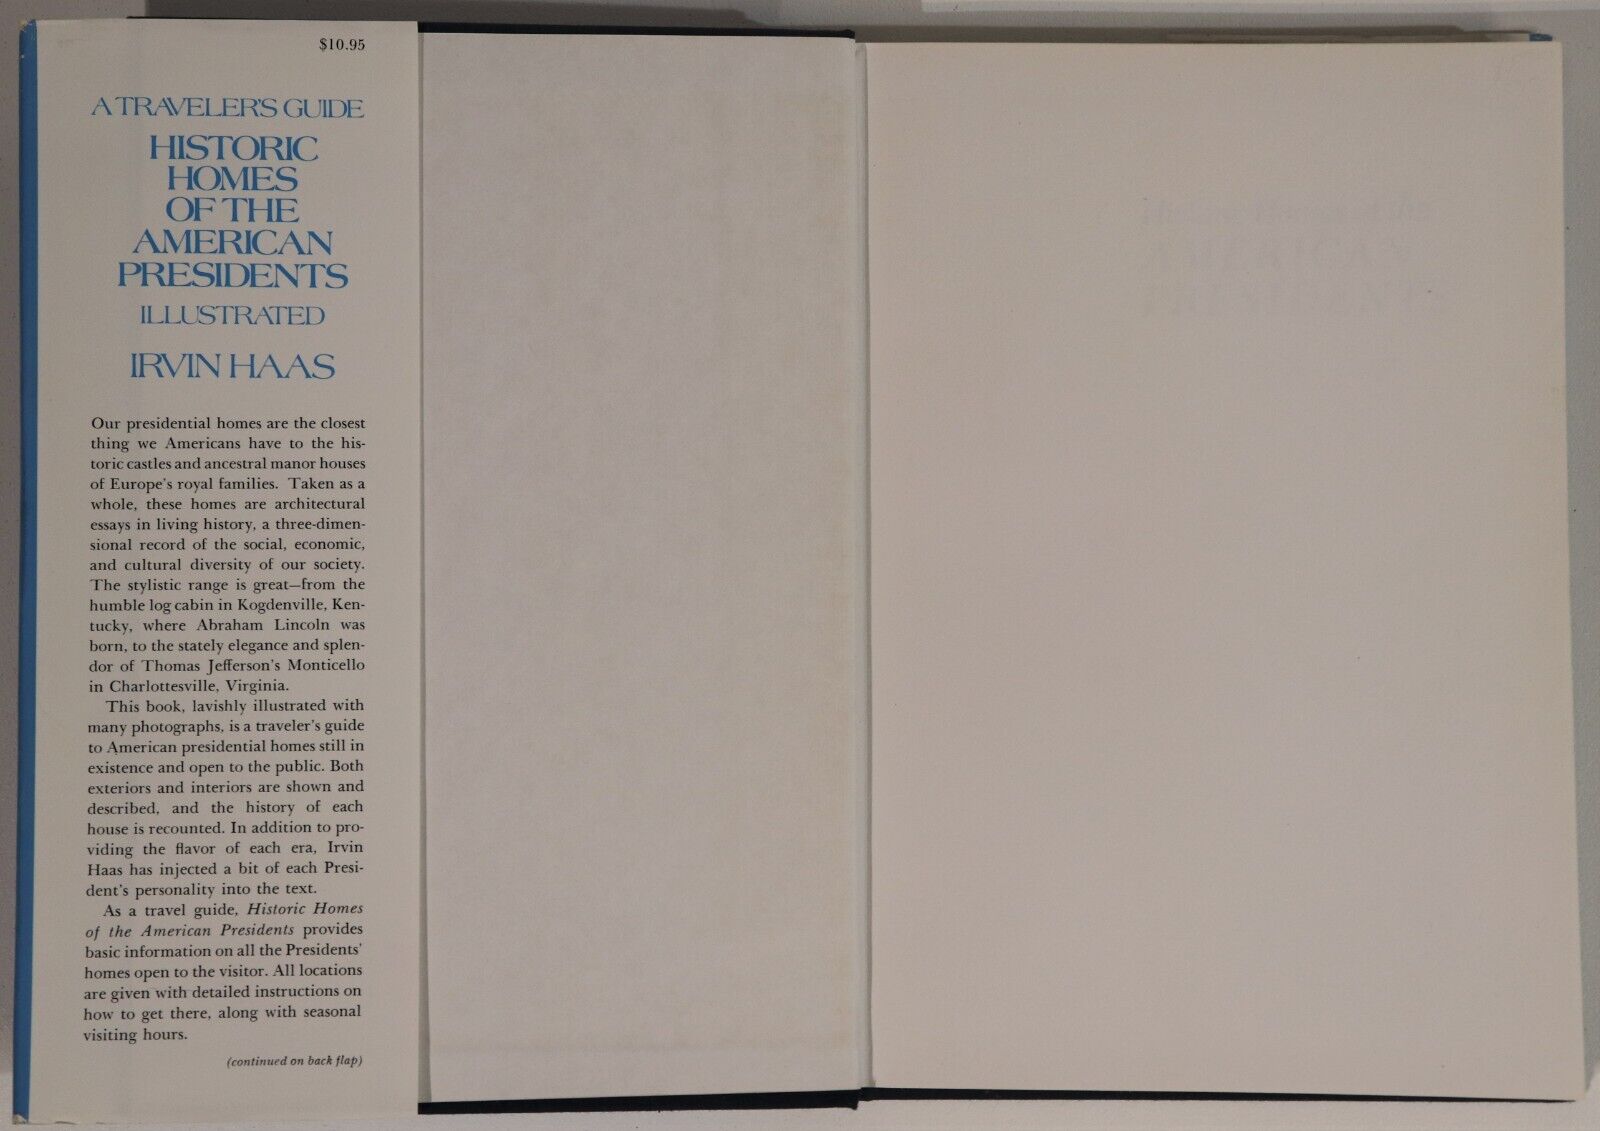 $10.95
A TRAVELER'S GUIDE
HISTORIC
HOMES
OF THE
AMERICAN
PRESIDENTS
ILLUSTRATED
IRVIN HAAS
Our presidential homes are the closest
thing we Americans have to the his-
toric castles and ancestral manor houses
of Europe's royal families. Taken as a
whole, these homes are architectural
essays in living history, a three-dimen-
sional record of the social, economic,
and cultural diversity of our society.
The stylistic range is great—from the
humble log cabin in Kogdenville, Ken-
tucky, where Abraham Lincoln was
born, to the stately elegance and splen-
dor of Thomas Jefferson's Monticello
in Charlottesville, Virginia.
This book, lavishly illustrated with
many photographs, is a traveler's guide
to American presidential homes still in
existence and open to the public. Both
exteriors and interiors are shown and
described, and the history of each
house is recounted. In addition to pro-
viding the flavor of each era, Irvin
Haas has injected a bit of each Presi-
dent's personality into the text.
As a travel guide, Historic Homes
of the American Presidents provides
basic information on all the Presidents'
homes open to the visitor. All locations
are given with detailed instructions on
how to get there, along with seasonal
visiting hours.
(continued on back flap)